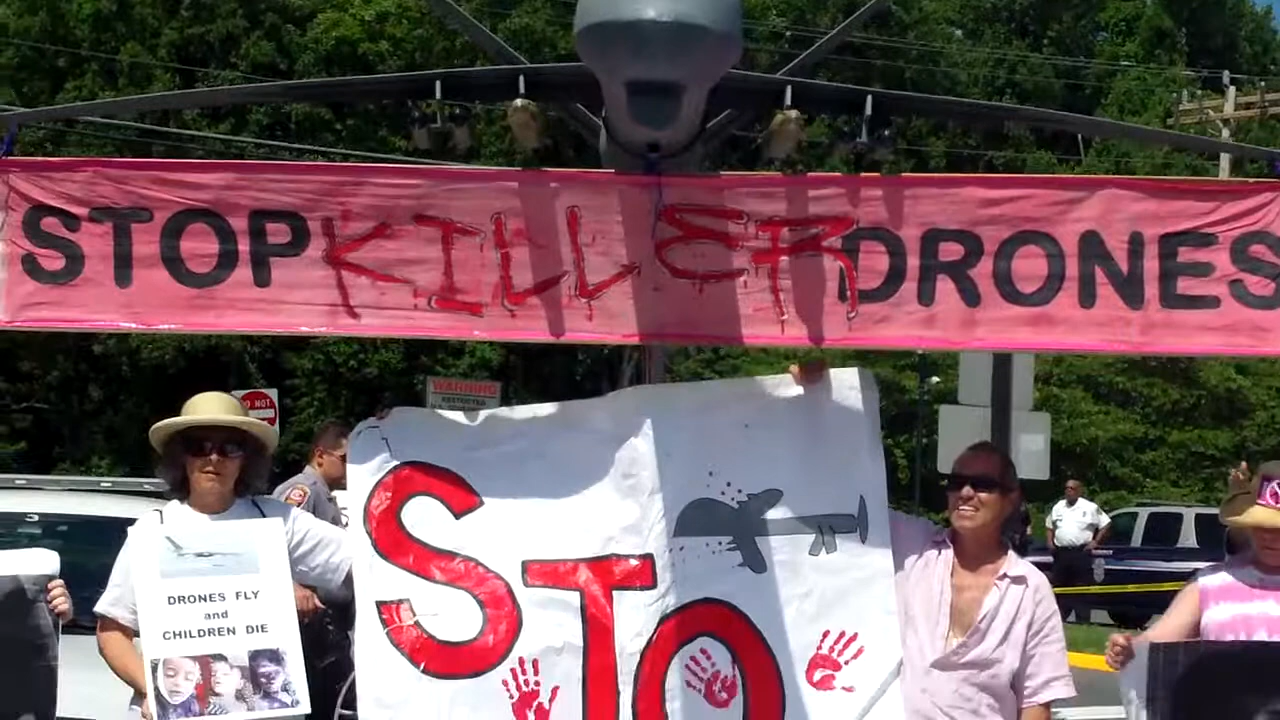 STOP KILLER DRONES
DO NOT
WARNING
RESTRICTED
STO
DRONES FLY
and
CHILDREN DIE